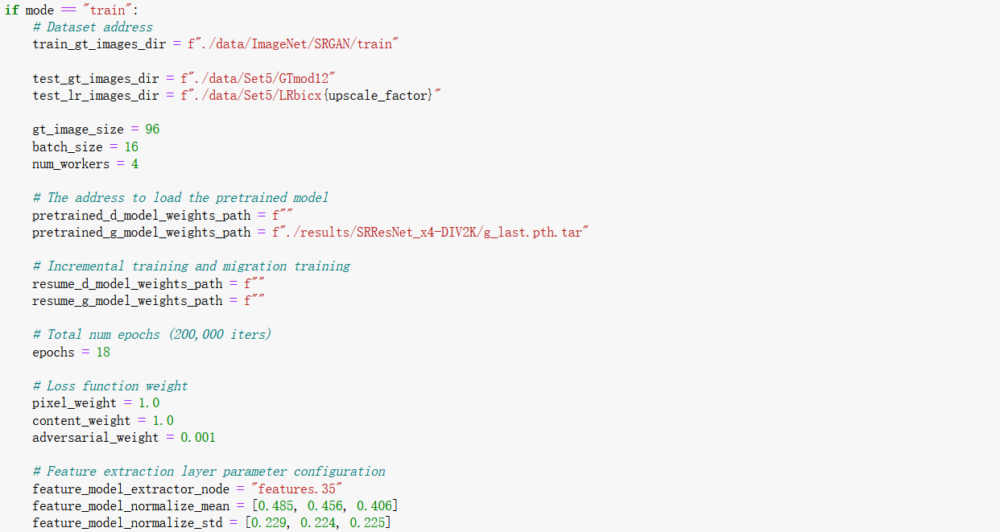 if mode == "train":
    # Dataset address
    train_gt_images_dir = f"./data/ImageNet/SRGAN/train"

    test_gt_images_dir = f"./data/Set5/GTmod12"
    test_lr_images_dir = f"./data/Set5/LRbicx{upscale_factor}"

    gt_image_size = 96
    batch_size = 16
    num_workers = 4

    # The address to load the pretrained model
    pretrained_d_model_weights_path = f""
    pretrained_g_model_weights_path = f"./results/SRResNet_x4-DIV2K/g_last.pth.tar"

    # Incremental training and migration training
    resume_d_model_weights_path = f""
    resume_g_model_weights_path = f""

    # Total num epochs (200,000 iters)
    epochs = 18

    # Loss function weight
    pixel_weight = 1.0
    content_weight = 1.0
    adversarial_weight = 0.001

    # Feature extraction layer parameter configuration
    feature_model_extractor_node = "features.35"
    feature_model_normalize_mean = [0.485, 0.456, 0.406]
    feature_model_normalize_std = [0.229, 0.224, 0.225]